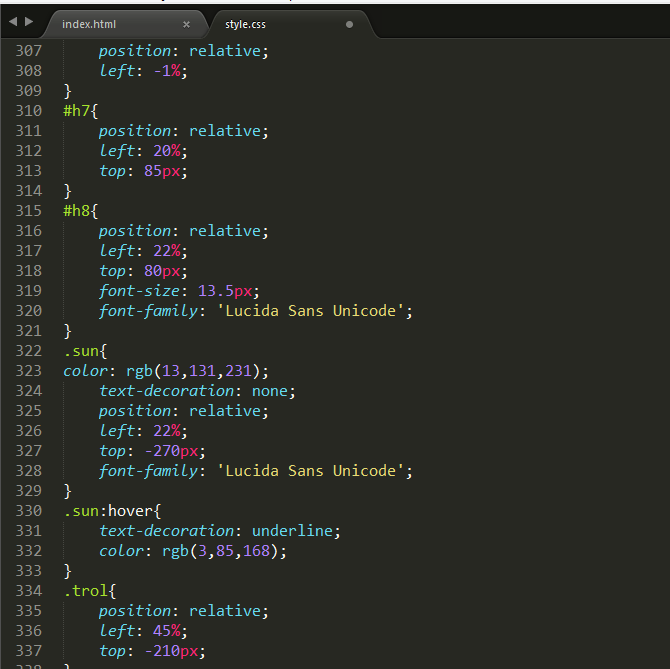 index.html × style.css
307 position: relative;
308 left: -1%;
309 }
310 #h7{
311 position: relative;
312 left: 20%;
313 top: 85px;
314 }
315 #h8{
316 position: relative;
317 left: 22%;
318 top: 80px;
319 font-size: 13.5px;
320 font-family: 'Lucida Sans Unicode';
321 }
322 .sun{
323 color: rgb(13,131,231);
324 text-decoration: none;
325 position: relative;
326 left: 22%;
327 top: -270px;
328 font-family: 'Lucida Sans Unicode';
329 }
330 .sun:hover{
331 text-decoration: underline;
332 color: rgb(3,85,168);
333 }
334 .trol{
335 position: relative;
336 left: 45%;
337 top: -210px;
338 }